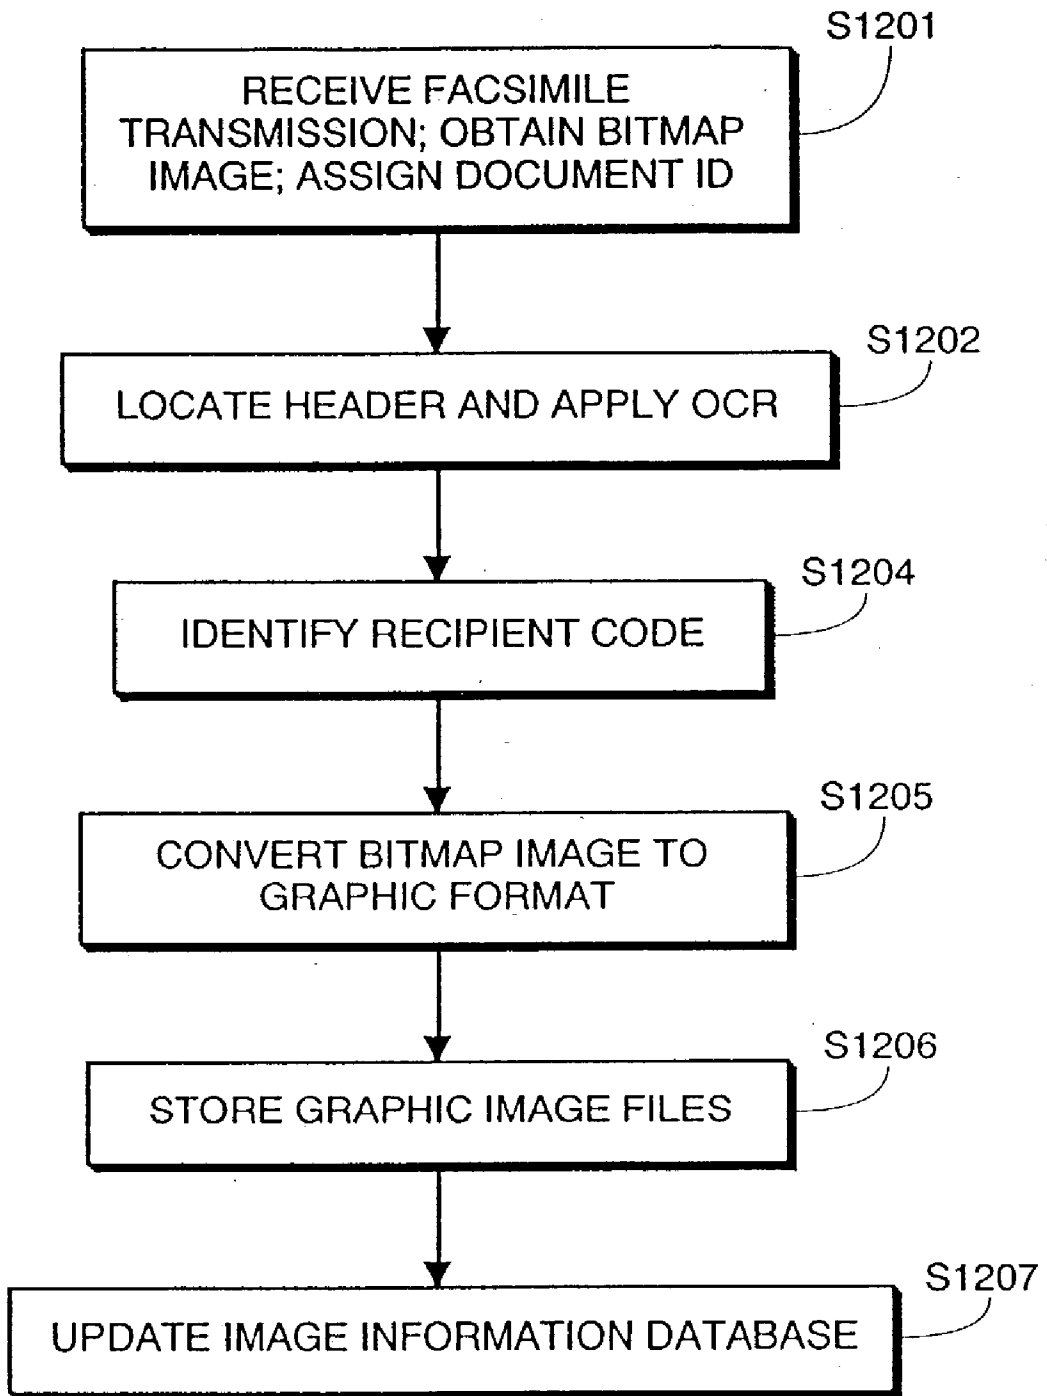 S1201
RECEIVE FACSIMILE
TRANSMISSION; OBTAIN BITMAP
IMAGE; ASSIGN DOCUMENT ID
S1202
LOCATE HEADER AND APPLY OCR
S1204
IDENTIFY RECIPIENT CODE
S1205
CONVERT BITMAP IMAGE TO
GRAPHIC FORMAT
S1206
STORE GRAPHIC IMAGE FILES
S1207
UPDATE IMAGE INFORMATION DATABASE